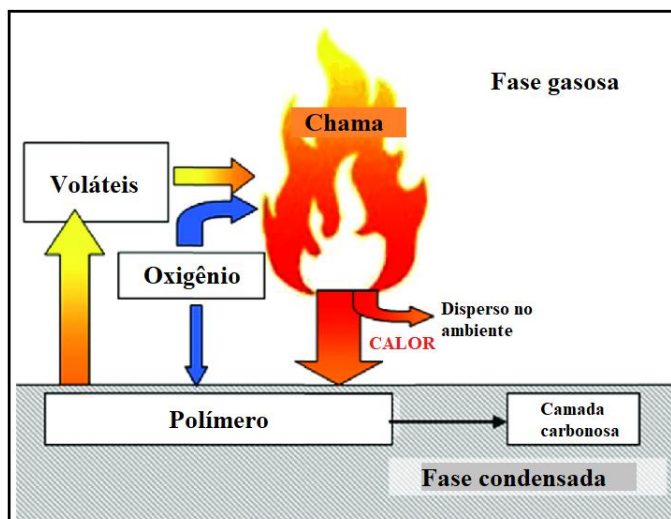 Fase gasosa
Chama
Voláteis
Oxigênio
Disperso no
ambiente
CALOR
Polímero
Camada
carbonosa
Fase condensada